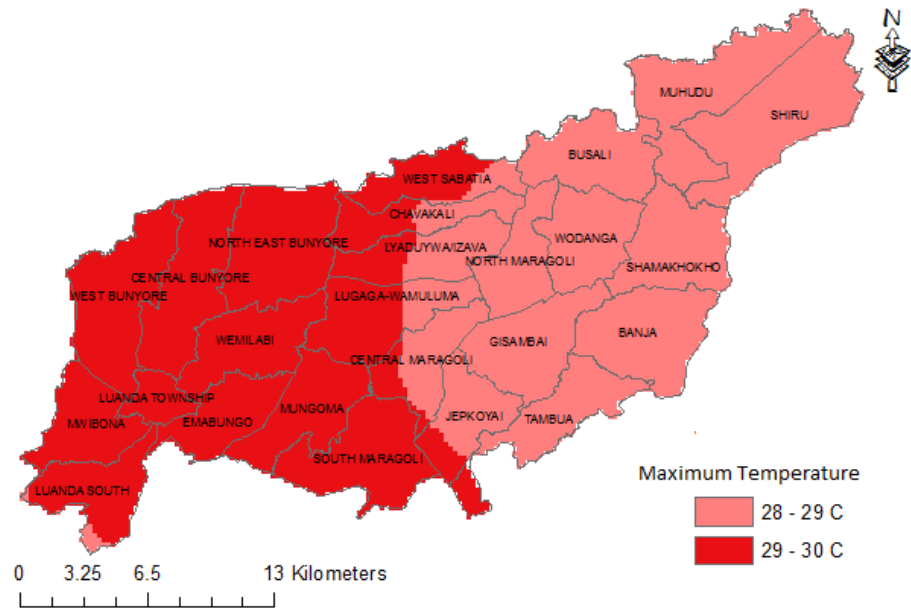 N
MUHUDU
SHIRU
BUSALI
WEST SABATIA
CHAVAKALI
NORTH EAST BUNYORE
LYADUYWA/IZAVA
WODANGA
NORTH MARAGOLI
SHAMAKHOKHO
CENTRAL BUNYORE
WEST BUNYORE
LUGAGA-WAMULUMA
BANJA
WEMILABI
GISAMBAI
CENTRAL MARAGOLI
LUANDA TOWNSHIP
MUNGOMA
JEPKOYAI
TAMBUA
MWIBONA
EMABUNGO
SOUTH MARAGOLI
LUANDA SOUTH
Maximum Temperature
28 - 29 C
29 - 30 C
0 3.25 6.5 13 Kilometers